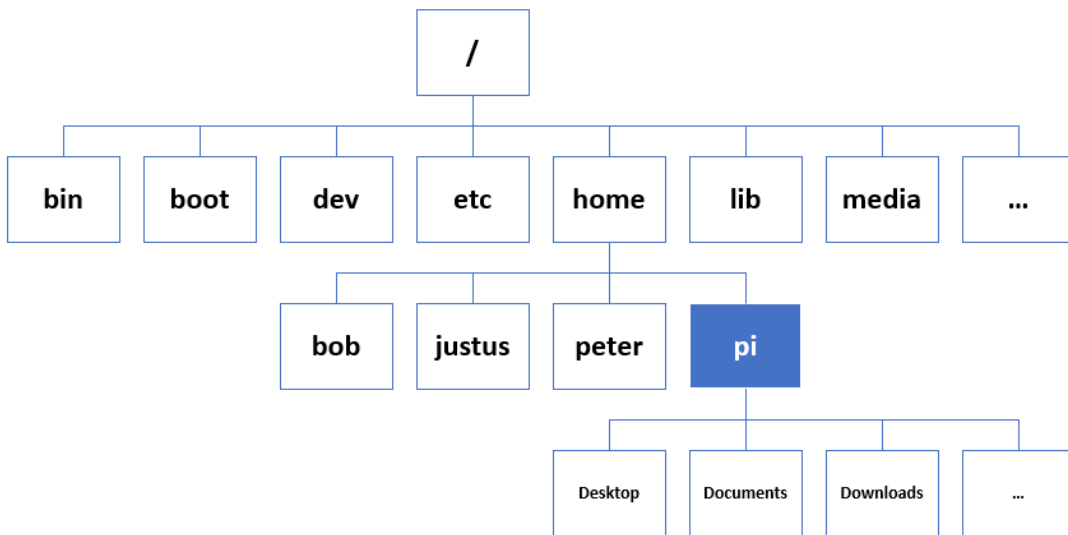 /
bin boot dev etc home lib media ...
bob justus peter pi
Desktop Documents Downloads ...